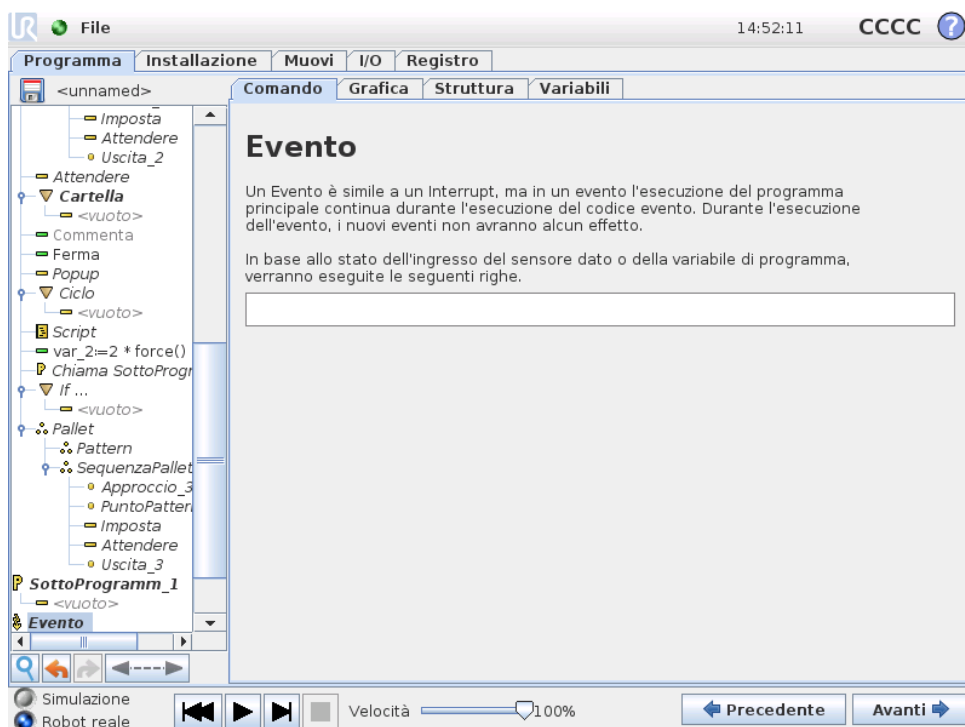 UR File 14:52:11 CCCC ?
Programma Installazione Muovi I/O Registro
<unnamed> Comando Grafica Struttura Variabili
Imposta
Attendere
Uscita_2
Attendere
Cartella
<vuoto>
Commenta
Ferma
Popup
Ciclo
<vuoto>
Script
var_2:=2 * force()
Chiama SottoProgr
If ...
<vuoto>
Pallet
Pattern
SequenzaPallet
Approccio_3
PuntoPatter
Imposta
Attendere
Uscita_3
P SottoProgramm_1
<vuoto>
Evento
Evento
Un Evento è simile a un Interrupt, ma in un evento l'esecuzione del programma
principale continua durante l'esecuzione del codice evento. Durante l'esecuzione
dell'evento, i nuovi eventi non avranno alcun effetto.
In base allo stato dell'ingresso del sensore dato o della variabile di programma,
verranno eseguite le seguenti righe.
Simulazione
Robot reale
Velocità 100%
Precedente Avanti